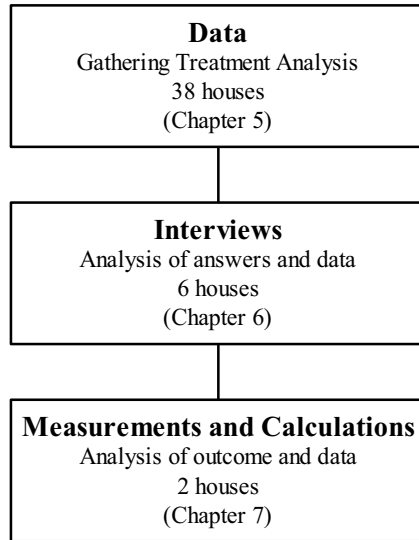 Data
Gathering Treatment Analysis
38 houses
(Chapter 5)
Interviews
Analysis of answers and data
6 houses
(Chapter 6)
Measurements and Calculations
Analysis of outcome and data
2 houses
(Chapter 7)